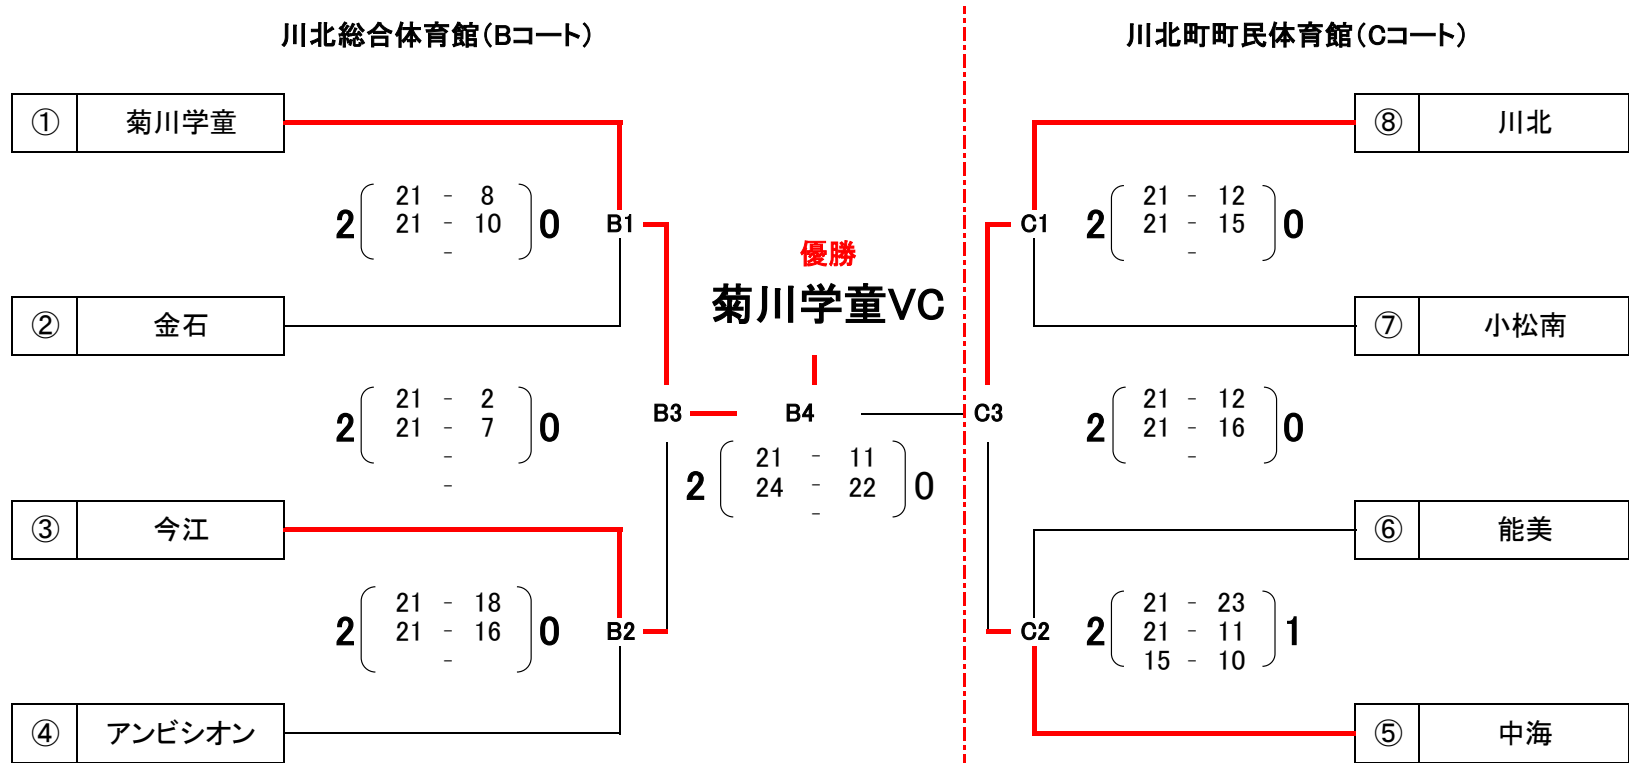 川北総合体育館(Bコート)
川北町町民体育館(Cコート)
① 菊川学童
⑧ 川北
2 21 - 8 0
21 - 10
-
B1
C1
2 21 - 12 0
21 - 15
-
優勝
菊川学童VC
② 金石
⑦ 小松南
2 21 - 2 0
21 - 7
-
-
B3
B4
C3
2 21 - 12 0
21 - 16
-
2 21 - 11 0
24 - 22
-
③ 今江
⑥ 能美
2 21 - 18 0
21 - 16
-
B2
C2
2 21 - 23 1
21 - 11
15 - 10
④ アンビシオン
⑤ 中海